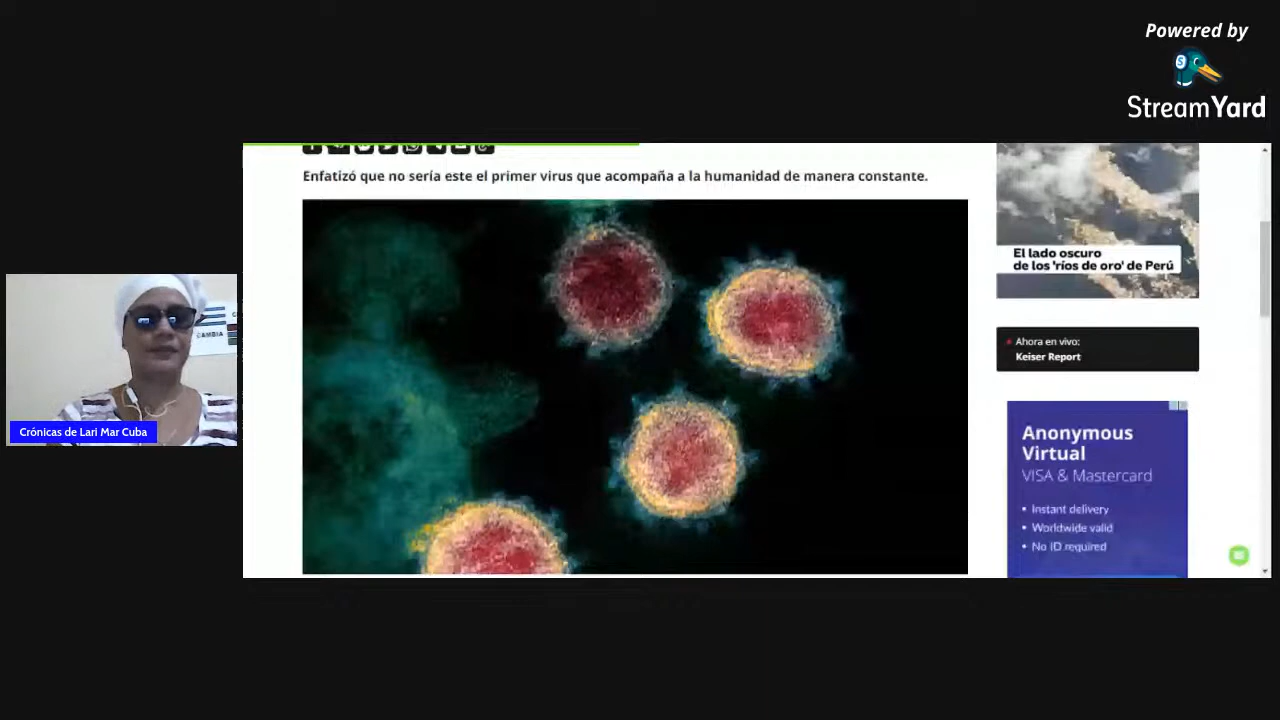 Powered by
StreamYard
Enfatizó que no sería este el primer virus que acompaña a la humanidad de manera constante.
El lado oscuro
de los 'ríos de oro' de Perú
Ahora en vivo:
Keiser Report
Anonymous
Virtual
VISA & Mastercard
• Instant delivery
• Worldwide valid
• No ID required
CAMBIA
Crónicas de Lari Mar Cuba